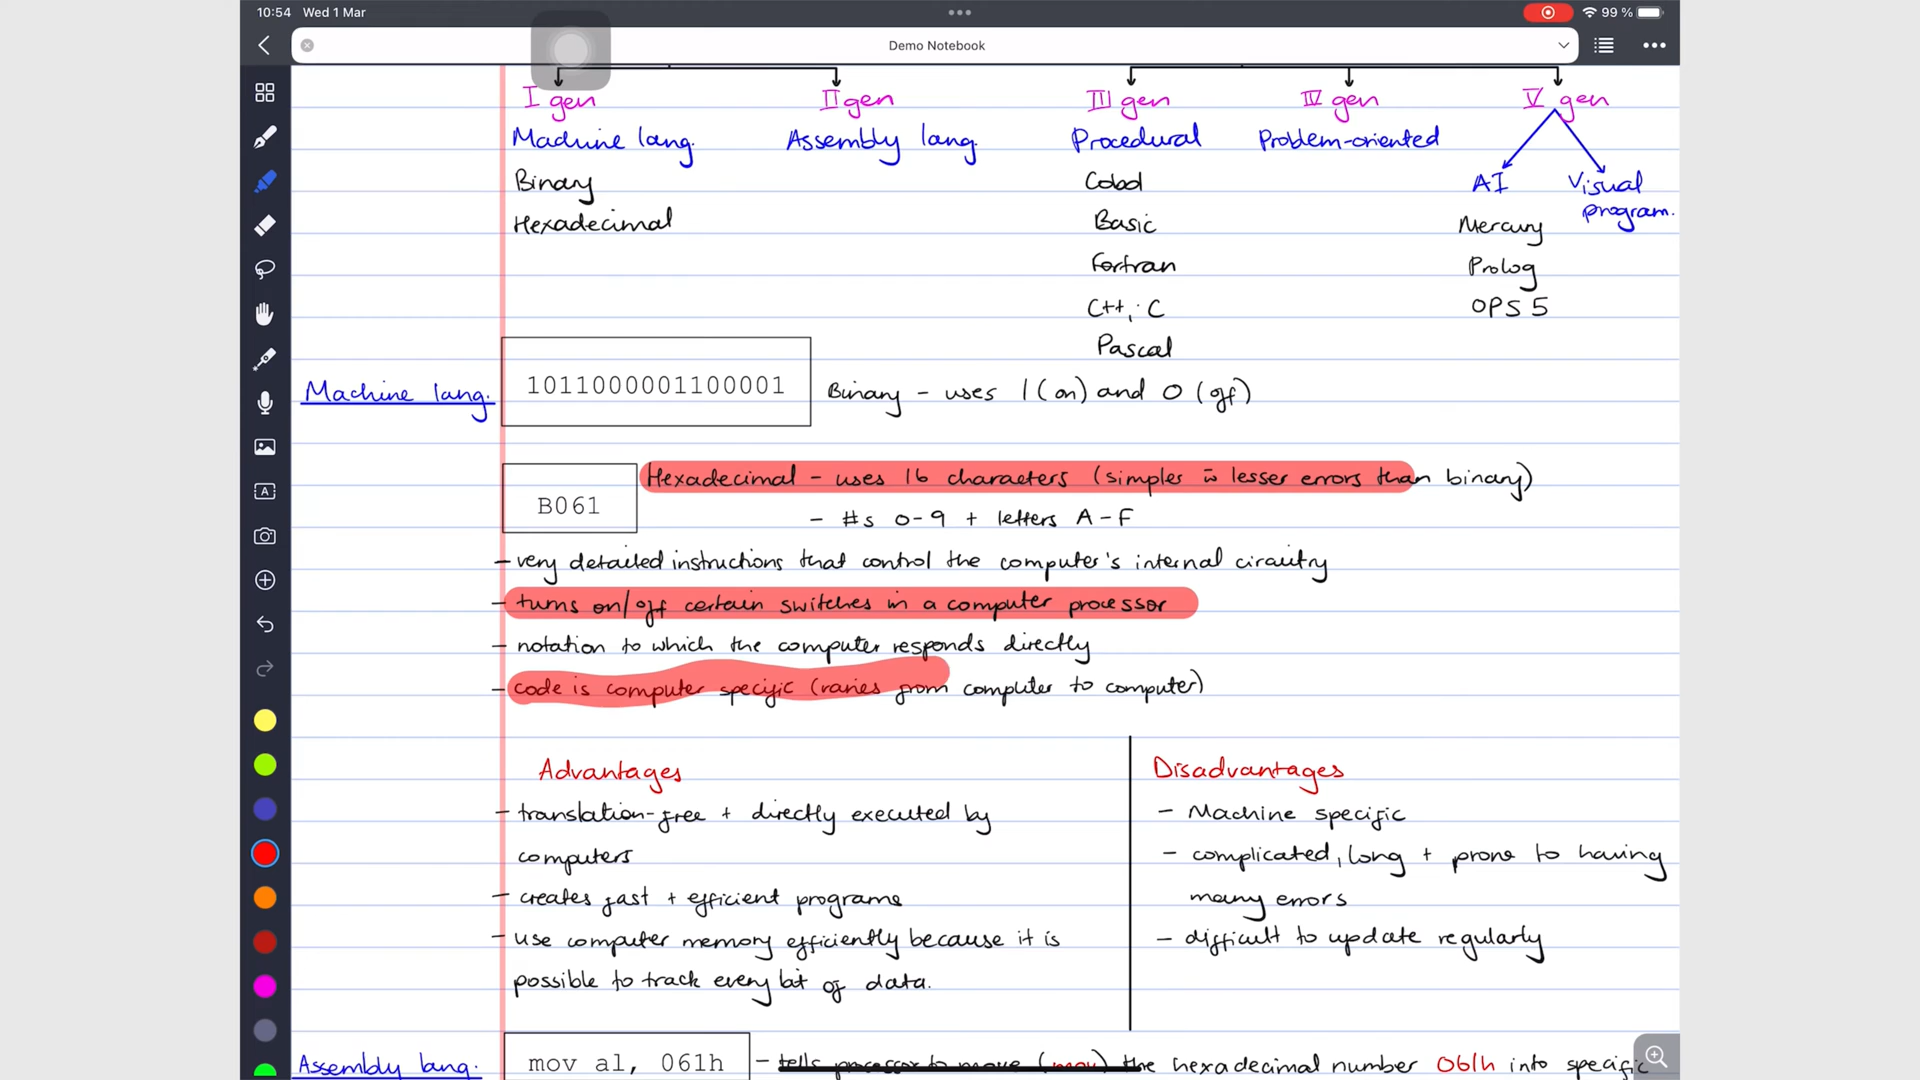 10:54 Wed 1 Mar
99 %
Demo Notebook
I gen II gen III gen IV gen V gen
Machine lang. Assembly lang. Procedural Problem-oriented
Binary Cobol AI Visual
program.
Hexadecimal Basic Mercury
Fortran Prolog
C++, C OPS 5
Pascal
Machine lang. 1011000001100001 Binary - uses 1 (on) and 0 (off)
B061 Hexadecimal - uses 16 characters (simpler w lesser errors than binary)
- #s 0-9 + letters A-F
- very detailed instructions that control the computer's internal circuitry
- turns on/off certain switches in a computer processor
- notation to which the computer responds directly
- code is computer specific (varies from computer to computer)
Advantages Disadvantages
- translation-free + directly executed by
computers
- creates fast + efficient programs
- use computer memory efficiently because it is
possible to track every bit of data.
- Machine specific
- complicated, long + prone to having
many errors
- difficult to update regularly
Assembly lang. mov al, 061h - tells processor to move (mov) the hexadecimal number 061h into specific